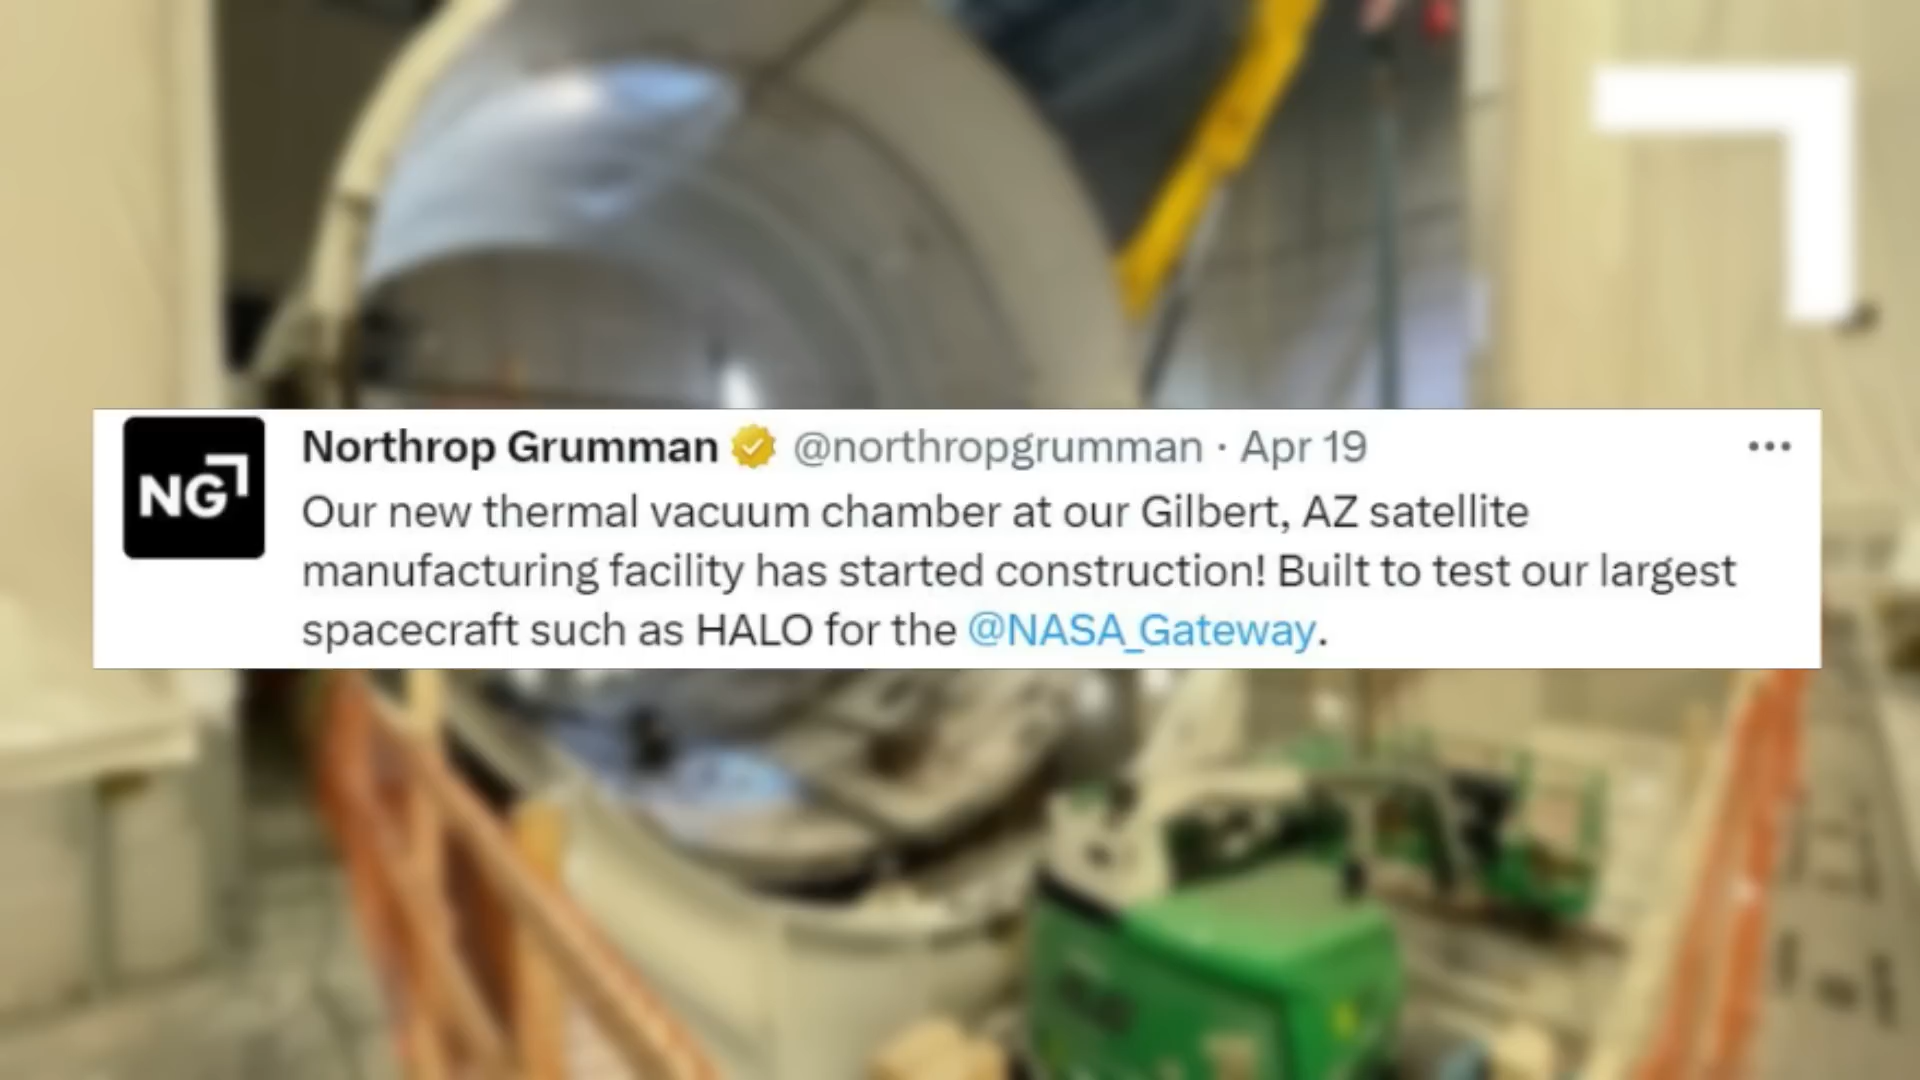 Northrop Grumman @northropgrumman · Apr 19
NG
Our new thermal vacuum chamber at our Gilbert, AZ satellite
manufacturing facility has started construction! Built to test our largest
spacecraft such as HALO for the @NASA_Gateway.